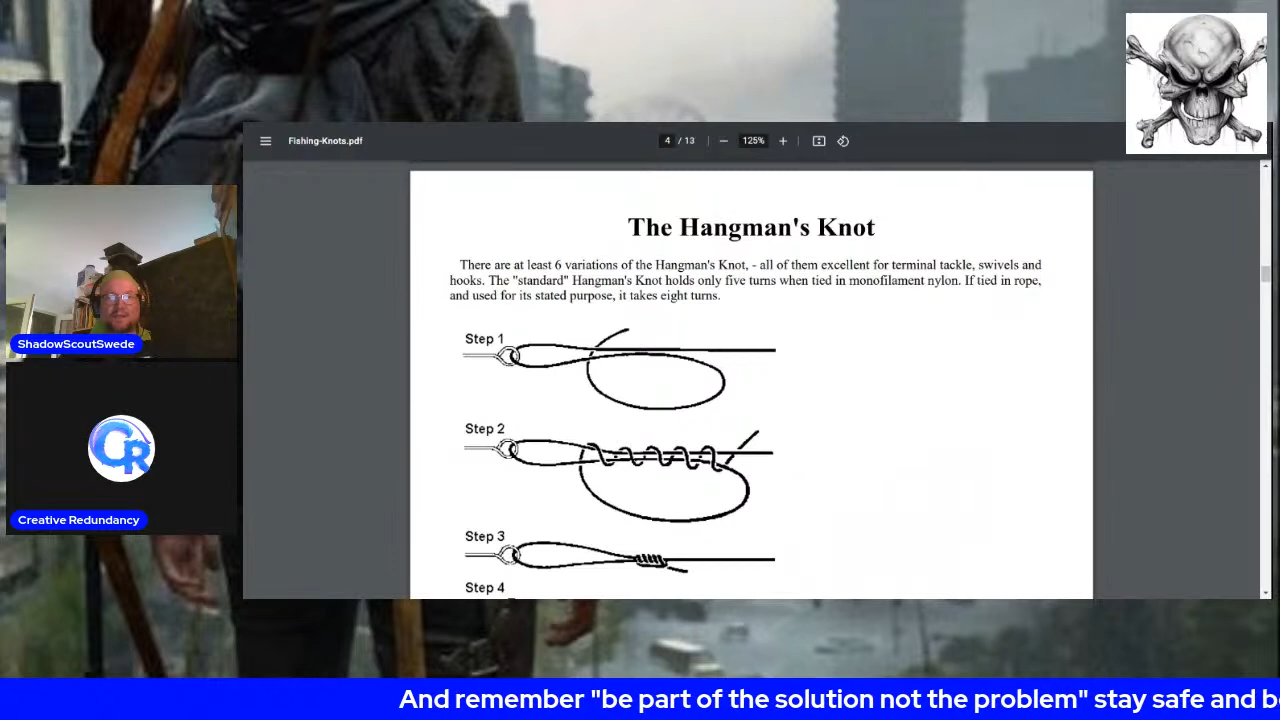 Fishing-Knots.pdf
4 / 13
125%
The Hangman's Knot
There are at least 6 variations of the Hangman's Knot, - all of them excellent for terminal tackle, swivels and
hooks. The "standard" Hangman's Knot holds only five turns when tied in monofilament nylon. If tied in rope,
and used for its stated purpose, it takes eight turns.
Step 1
Step 2
Step 3
Step 4
ShadowScoutSwede
CR
Creative Redundancy
And remember "be part of the solution not the problem" stay safe and b